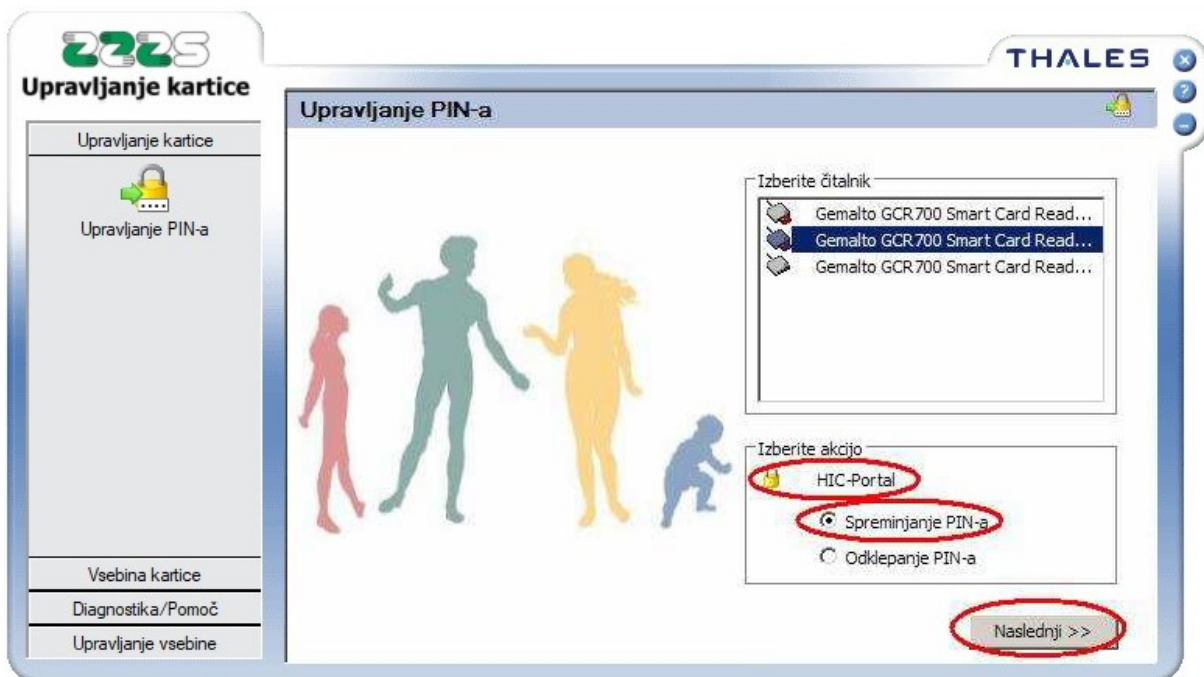 ZZZS
Upravljanje kartice
THALES
Upravljanje kartice
Upravljanje PIN-a
Vsebina kartice
Diagnostika/Pomoč
Upravljanje vsebine
Upravljanje PIN-a
Izberite čitalnik
Gemalto GCR700 Smart Card Read...
Gemalto GCR700 Smart Card Read...
Gemalto GCR700 Smart Card Read...
Izberite akcijo
HIC-Portal
Spreminjanje PIN-a
Odklepanje PIN-a
Naslednji >>